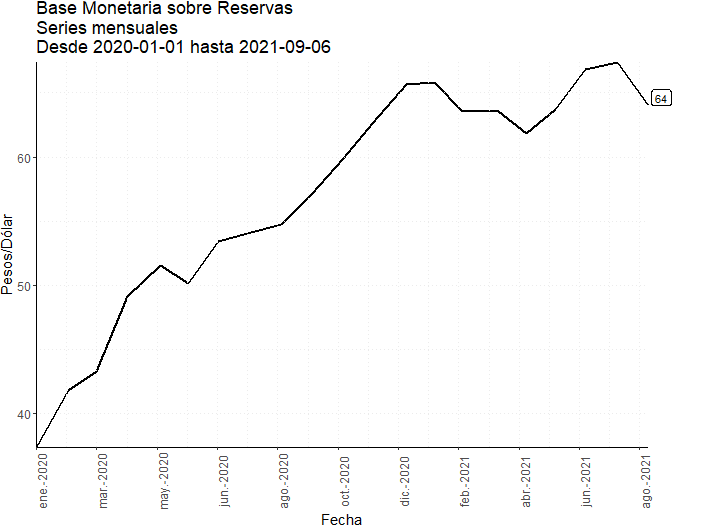 Base Monetaria sobre Reservas
Series mensuales
Desde 2020-01-01 hasta 2021-09-06
64
60
50
40
Pesos/Dólar
ene.-2020
mar.-2020
may.-2020
jun.-2020
ago.-2020
oct.-2020
dic.-2020
feb.-2021
abr.-2021
jun.-2021
ago.-2021
Fecha